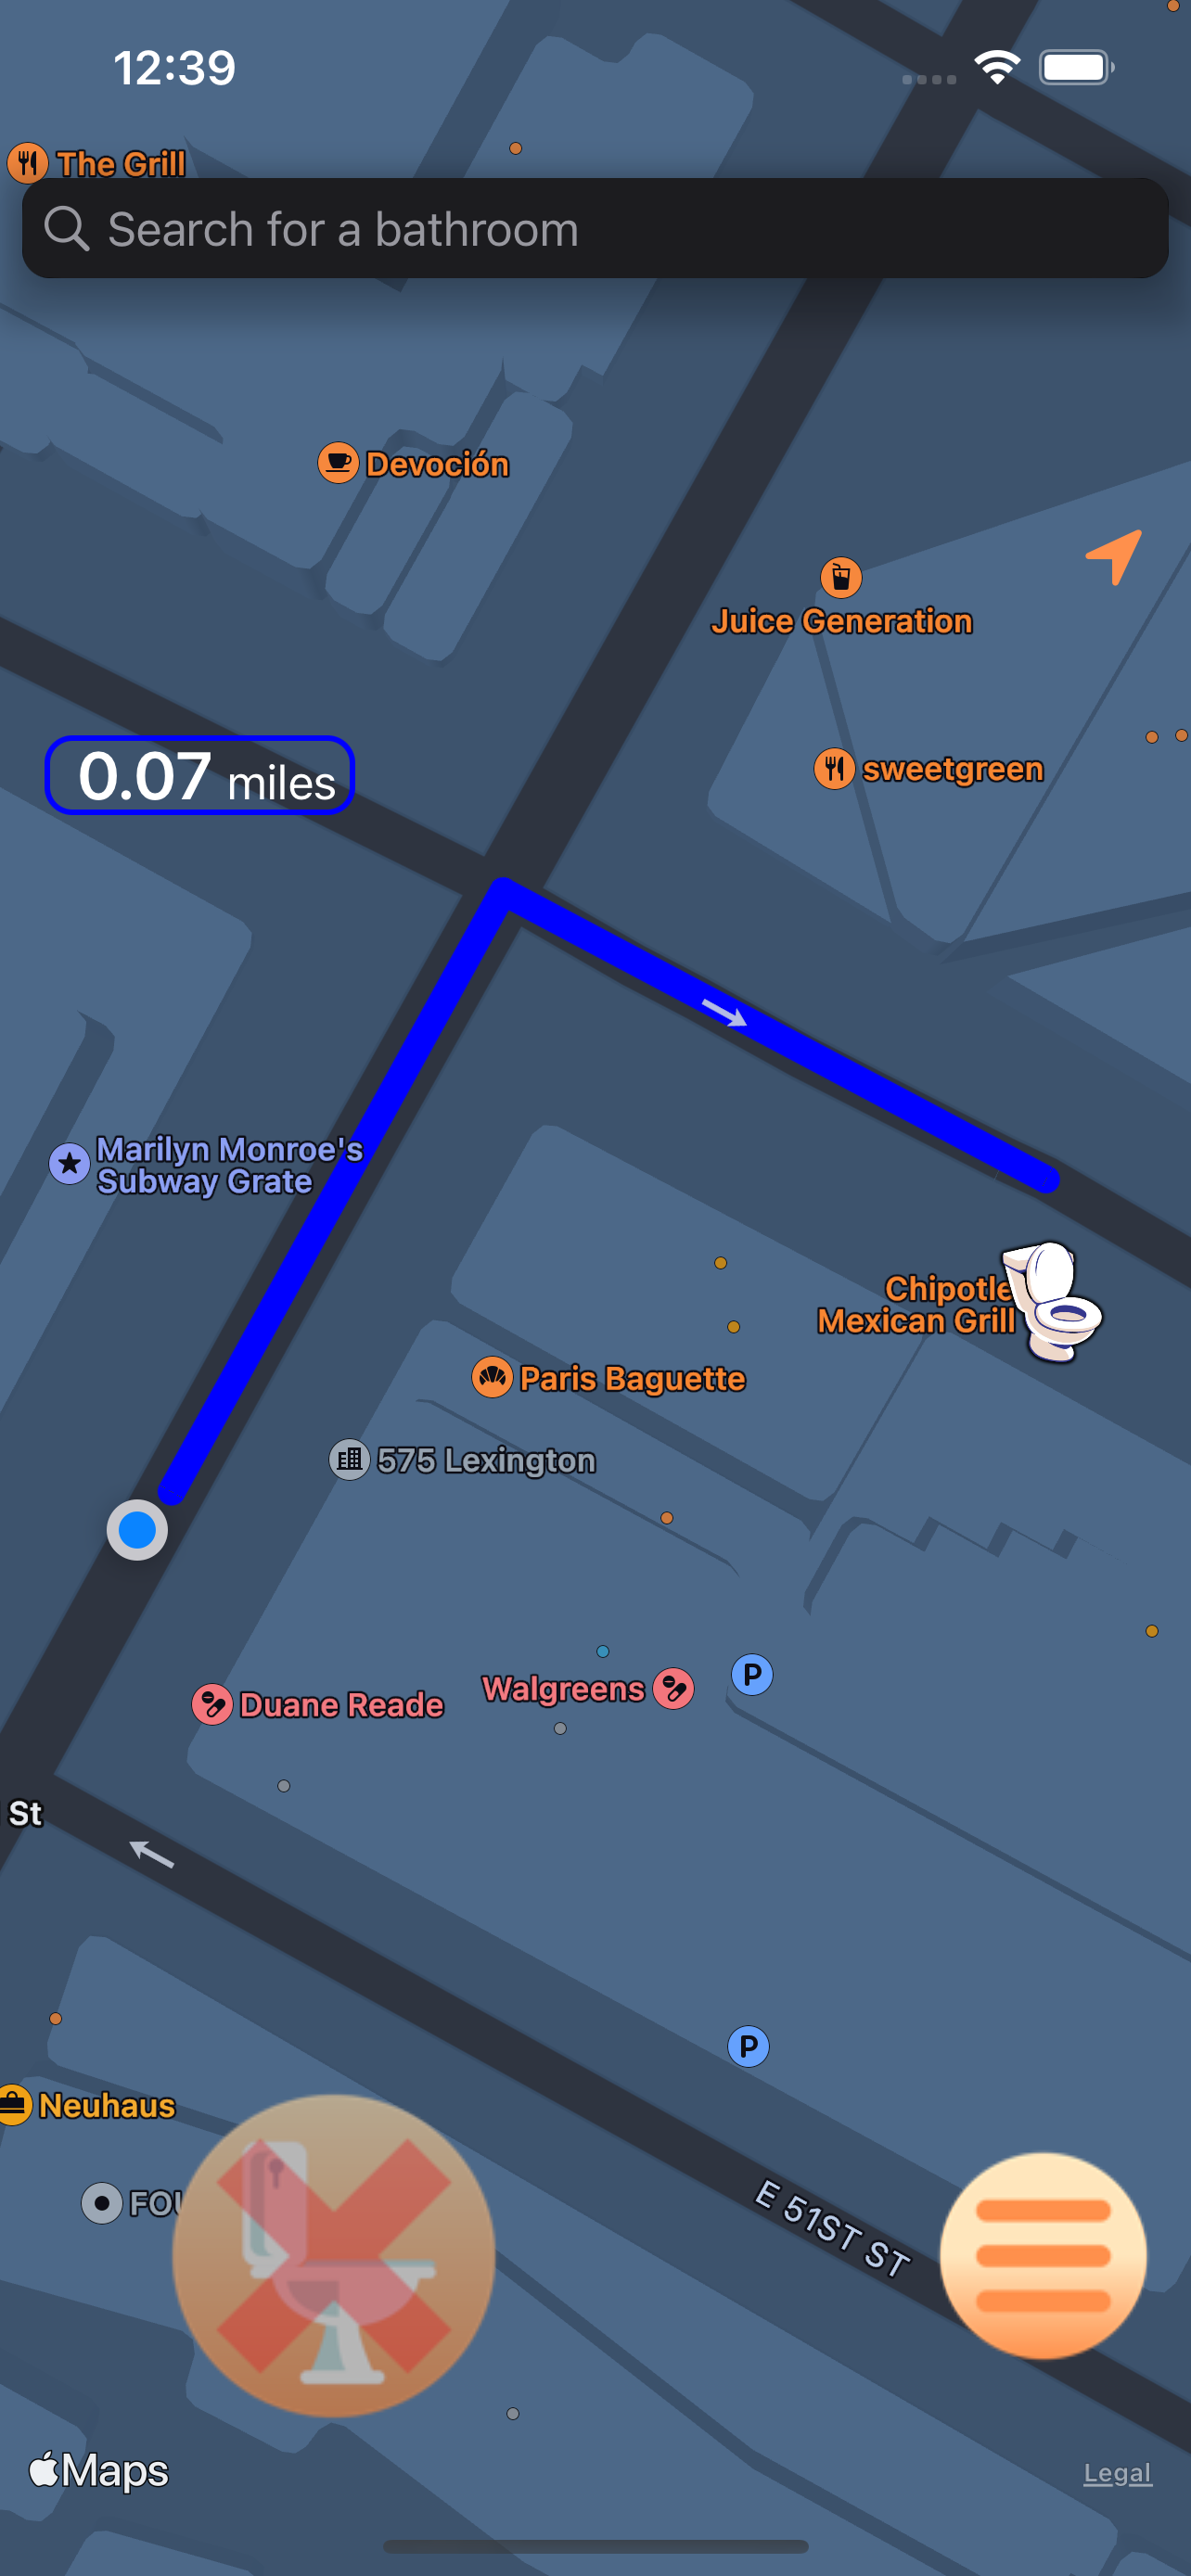 12:39
The Grill
Search for a bathroom
Devoción
Juice Generation
sweetgreen
0.07 miles
Marilyn Monroe's
Subway Grate
Chipotle
Mexican Grill
Paris Baguette
575 Lexington
Walgreens
P
Duane Reade
St
P
Neuhaus
FOU
E 51ST ST
Maps
Legal